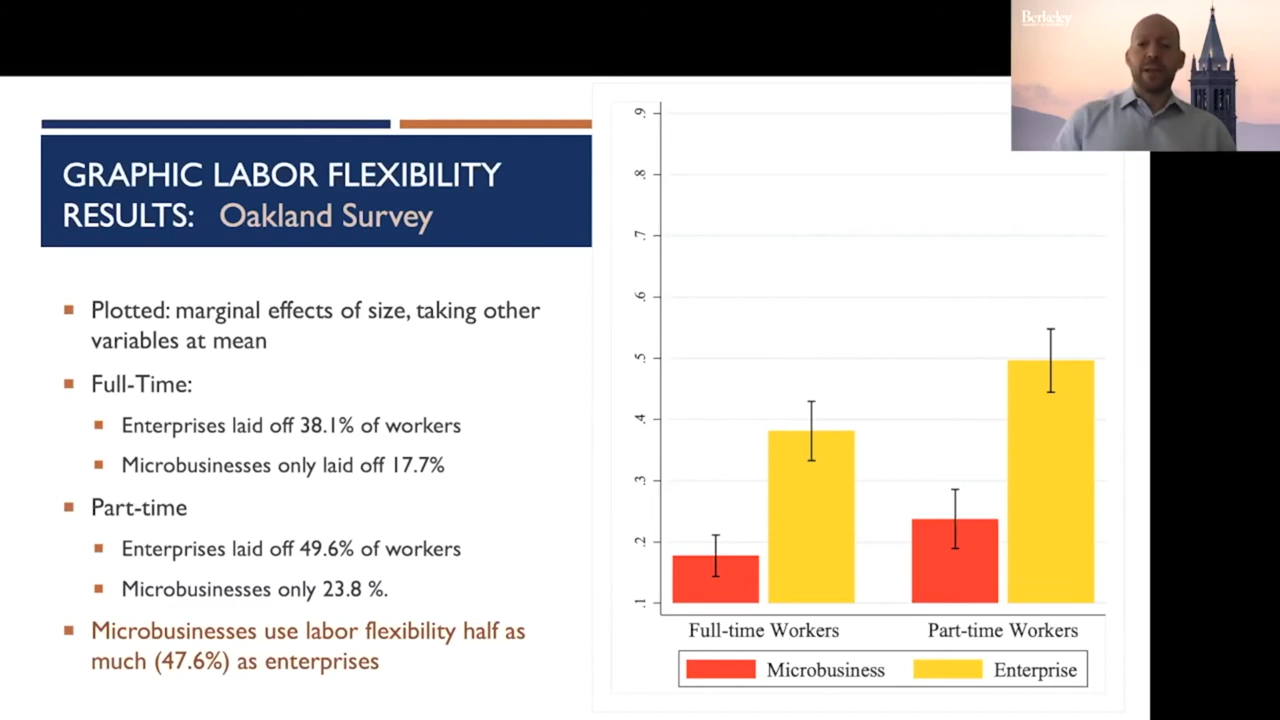 Berkeley
GRAPHIC LABOR FLEXIBILITY
RESULTS: Oakland Survey
Plotted: marginal effects of size, taking other
variables at mean
Full-Time:
Enterprises laid off 38.1% of workers
Microbusinesses only laid off 17.7%
Part-time
Enterprises laid off 49.6% of workers
Microbusinesses only 23.8 %.
Microbusinesses use labor flexibility half as
much (47.6%) as enterprises
.9
.8
.7
.6
.5
.4
.3
.2
.1
Full-time Workers
Part-time Workers
Microbusiness
Enterprise